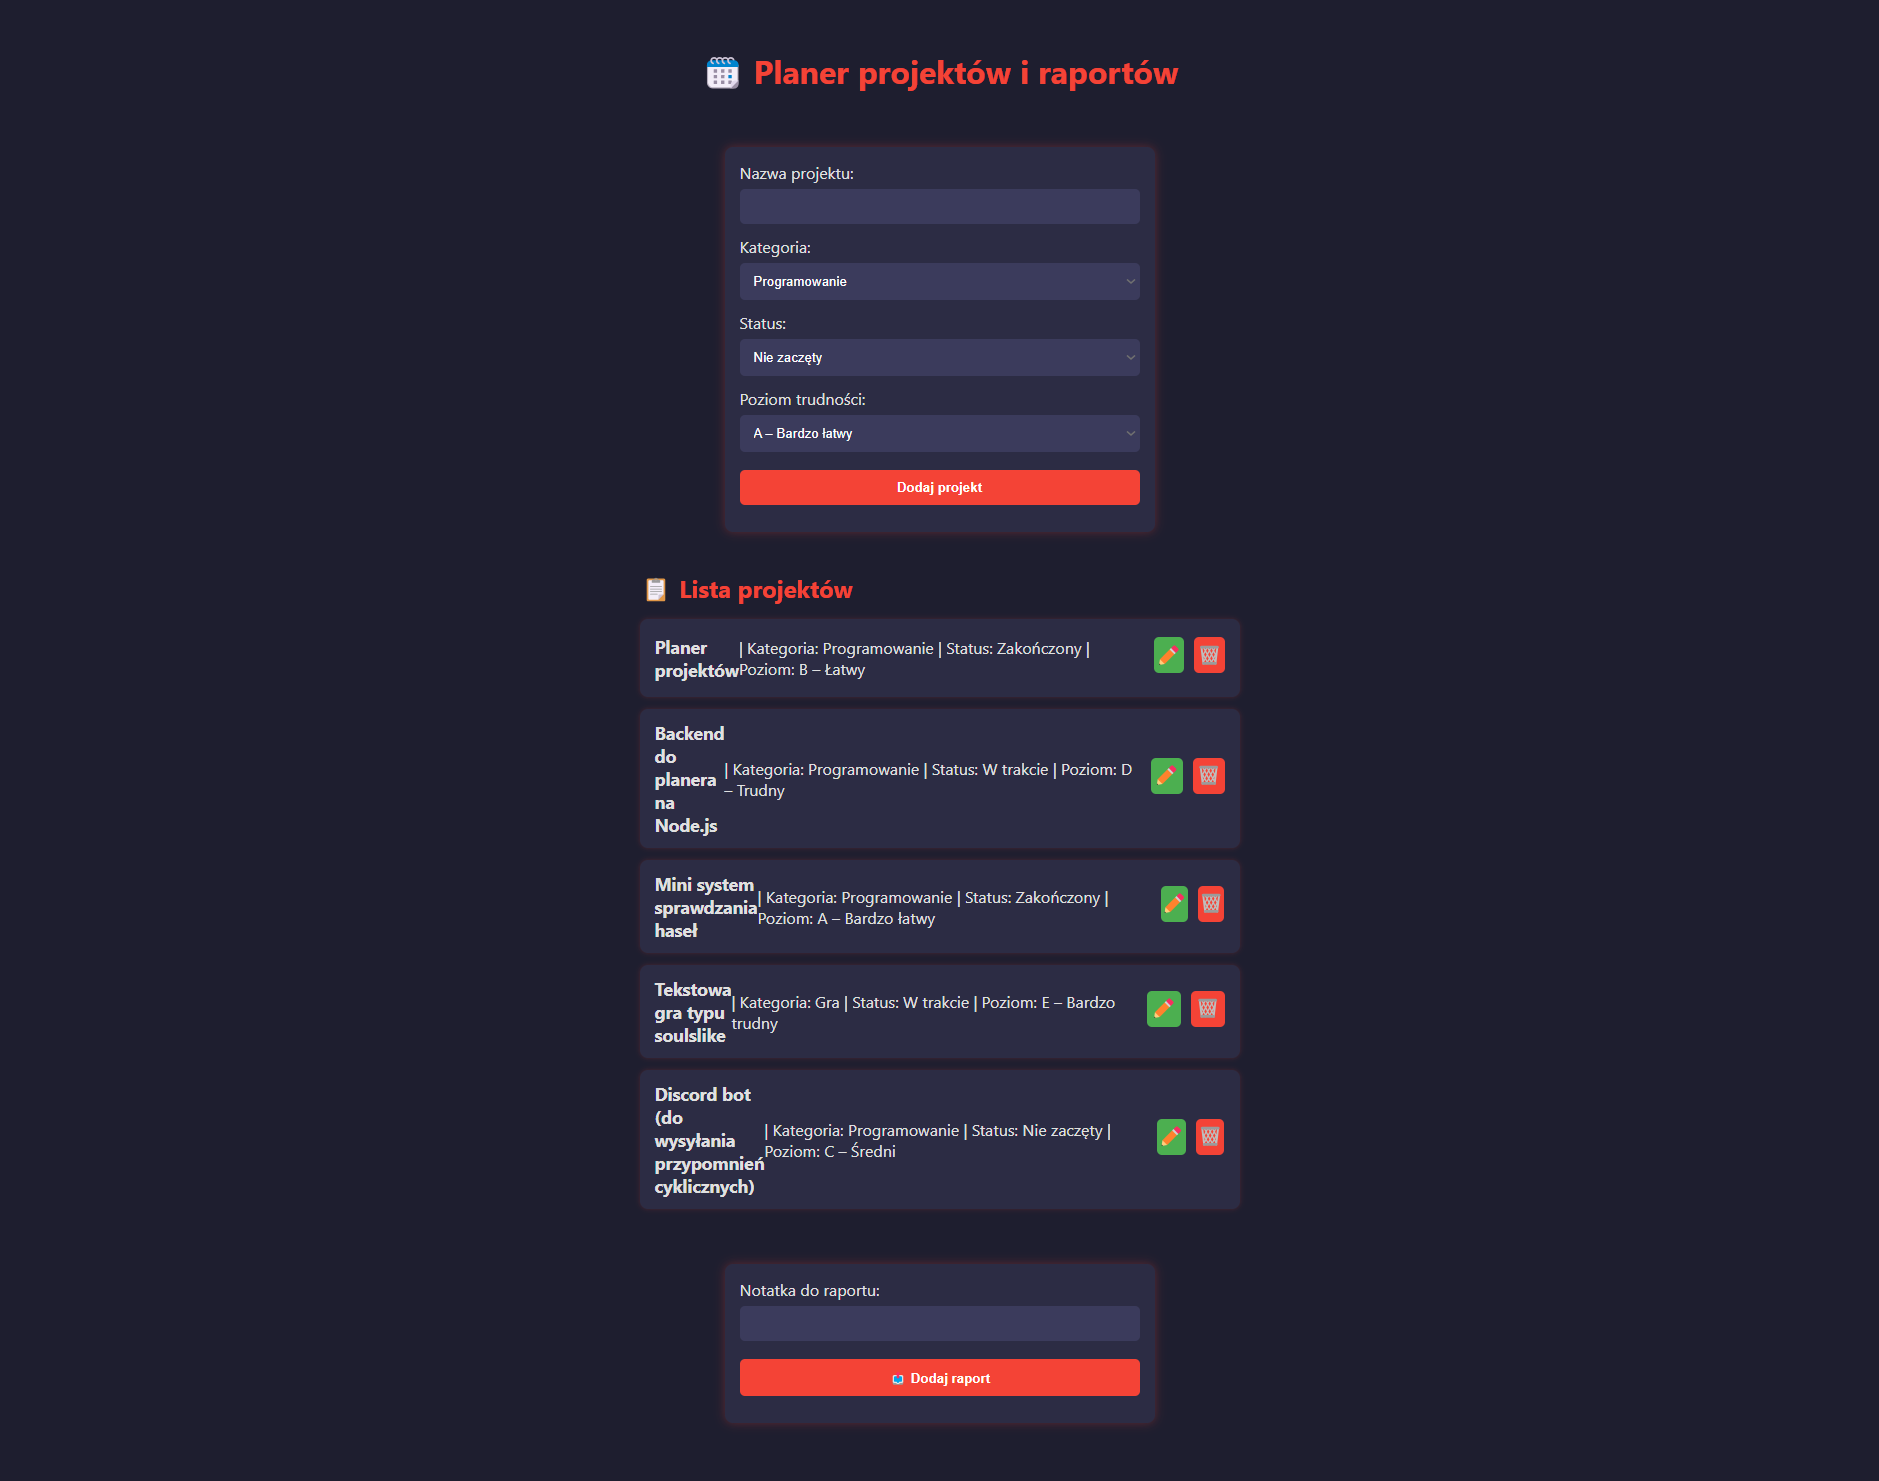 Planer projektów i raportów
Nazwa projektu:
Kategoria:
Programowanie
Status:
Nie zaczęty
Poziom trudności:
A – Bardzo łatwy
Dodaj projekt
Lista projektów
Planer
projektów
| Kategoria: Programowanie | Status: Zakończony |
Poziom: B – Łatwy
Backend
do
planera
na
Node.js
| Kategoria: Programowanie | Status: W trakcie | Poziom: D
– Trudny
Mini system
sprawdzania
haseł
| Kategoria: Programowanie | Status: Zakończony |
Poziom: A – Bardzo łatwy
Tekstowa
gra typu
soulslike
| Kategoria: Gra | Status: W trakcie | Poziom: E – Bardzo
trudny
Discord bot
(do
wysyłania
przypomnień
cyklicznych)
| Kategoria: Programowanie | Status: Nie zaczęty |
Poziom: C – Średni
Notatka do raportu:
Dodaj raport